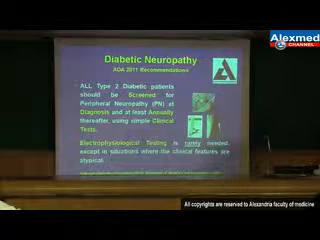 Alexmed
CHANNEL
Diabetic Neuropathy
ADA 2011 Recommendations
ALL Type 2 Diabetic patients
should be Screened for
Peripheral Neuropathy (PN) at
Diagnosis and at least Annually
thereafter, using simple Clinical
Tests.
Electrophysiological Testing is rarely needed,
except in situations where the clinical features are
atypical.
All copyrights are reserved to Alexandria faculty of medicine